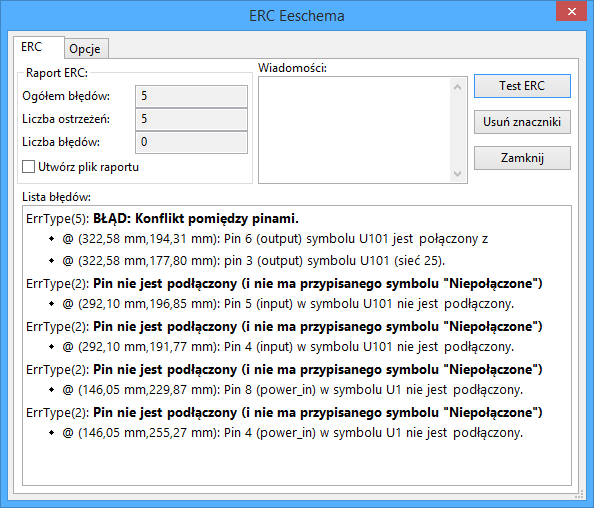 ERC Eeschema
ERC
Opcje
Raport ERC:
Ogółem błędów: 5
Liczba ostrzeżeń: 5
Liczba błędów: 0
Utwórz plik raportu
Wiadomości:
Test ERC
Usuń znaczniki
Zamknij
Lista błędów:
ErrType(5): BŁĄD: Konflikt pomiędzy pinami.
• @ (322,58 mm,194,31 mm): Pin 6 (output) symbolu U101 jest połączony z
• @ (322,58 mm,177,80 mm): pin 3 (output) symbolu U101 (sieć 25).
ErrType(2): Pin nie jest podłączony (i nie ma przypisanego symbolu "Niepołączone")
• @ (292,10 mm,196,85 mm): Pin 5 (input) w symbolu U101 nie jest podłączony.
ErrType(2): Pin nie jest podłączony (i nie ma przypisanego symbolu "Niepołączone")
• @ (292,10 mm,191,77 mm): Pin 4 (input) w symbolu U101 nie jest podłączony.
ErrType(2): Pin nie jest podłączony (i nie ma przypisanego symbolu "Niepołączone")
• @ (146,05 mm,229,87 mm): Pin 8 (power_in) w symbolu U1 nie jest podłączony.
ErrType(2): Pin nie jest podłączony (i nie ma przypisanego symbolu "Niepołączone")
• @ (146,05 mm,255,27 mm): Pin 4 (power_in) w symbolu U1 nie jest podłączony.